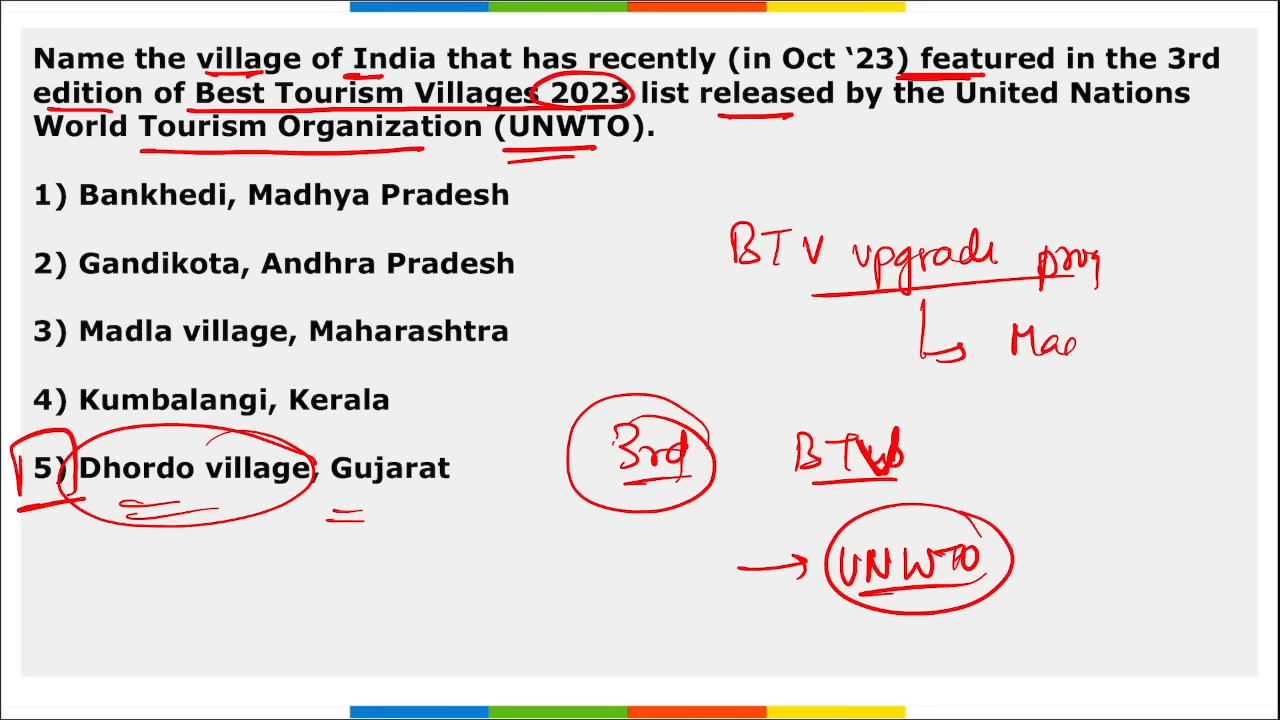 Name the village of India that has recently (in Oct ‘23) featured in the 3rd
edition of Best Tourism Villages 2023 list released by the United Nations
World Tourism Organization (UNWTO).
1) Bankhedi, Madhya Pradesh
BTV upgrade prog
2) Gandikota, Andhra Pradesh
3) Madla village, Maharashtra
4) Kumbalangi, Kerala
3rd
5) Dhordo village, Gujarat
UNWTO